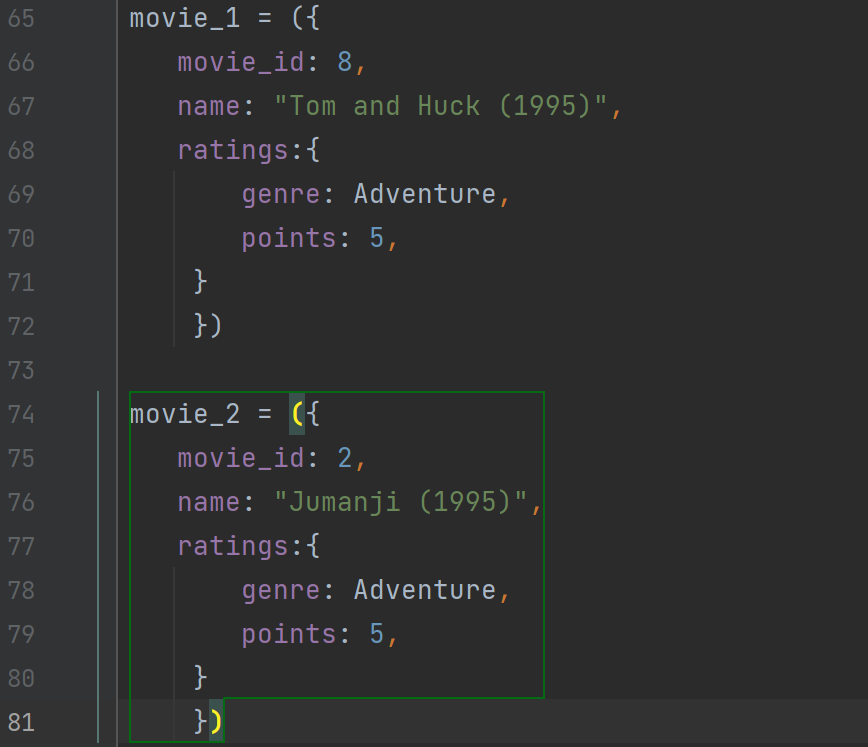 65 movie_1 = ({
66 movie_id: 8,
67 name: "Tom and Huck (1995)",
68 ratings:{
69 genre: Adventure,
70 points: 5,
71 }
72 })
73
74 movie_2 = ({
75 movie_id: 2,
76 name: "Jumanji (1995)",
77 ratings:{
78 genre: Adventure,
79 points: 5,
80 }
81 })